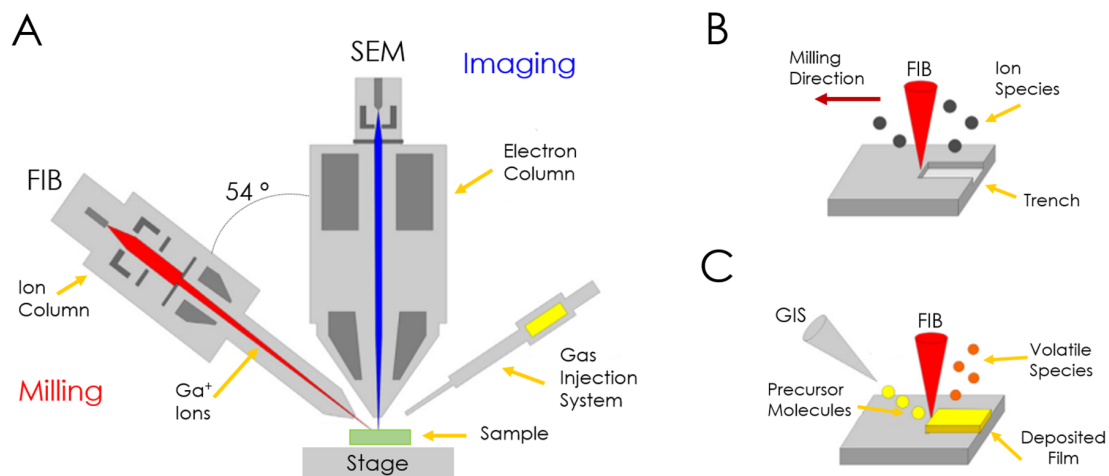 A
SEM
Imaging
FIB
54 º
Electron
Column
Ion
Column
Milling
Ga+
Ions
Gas
Injection
System
Sample
Stage
B
Milling
Direction
FIB
Ion
Species
Trench
C
GIS
FIB
Volatile
Species
Precursor
Molecules
Deposited
Film